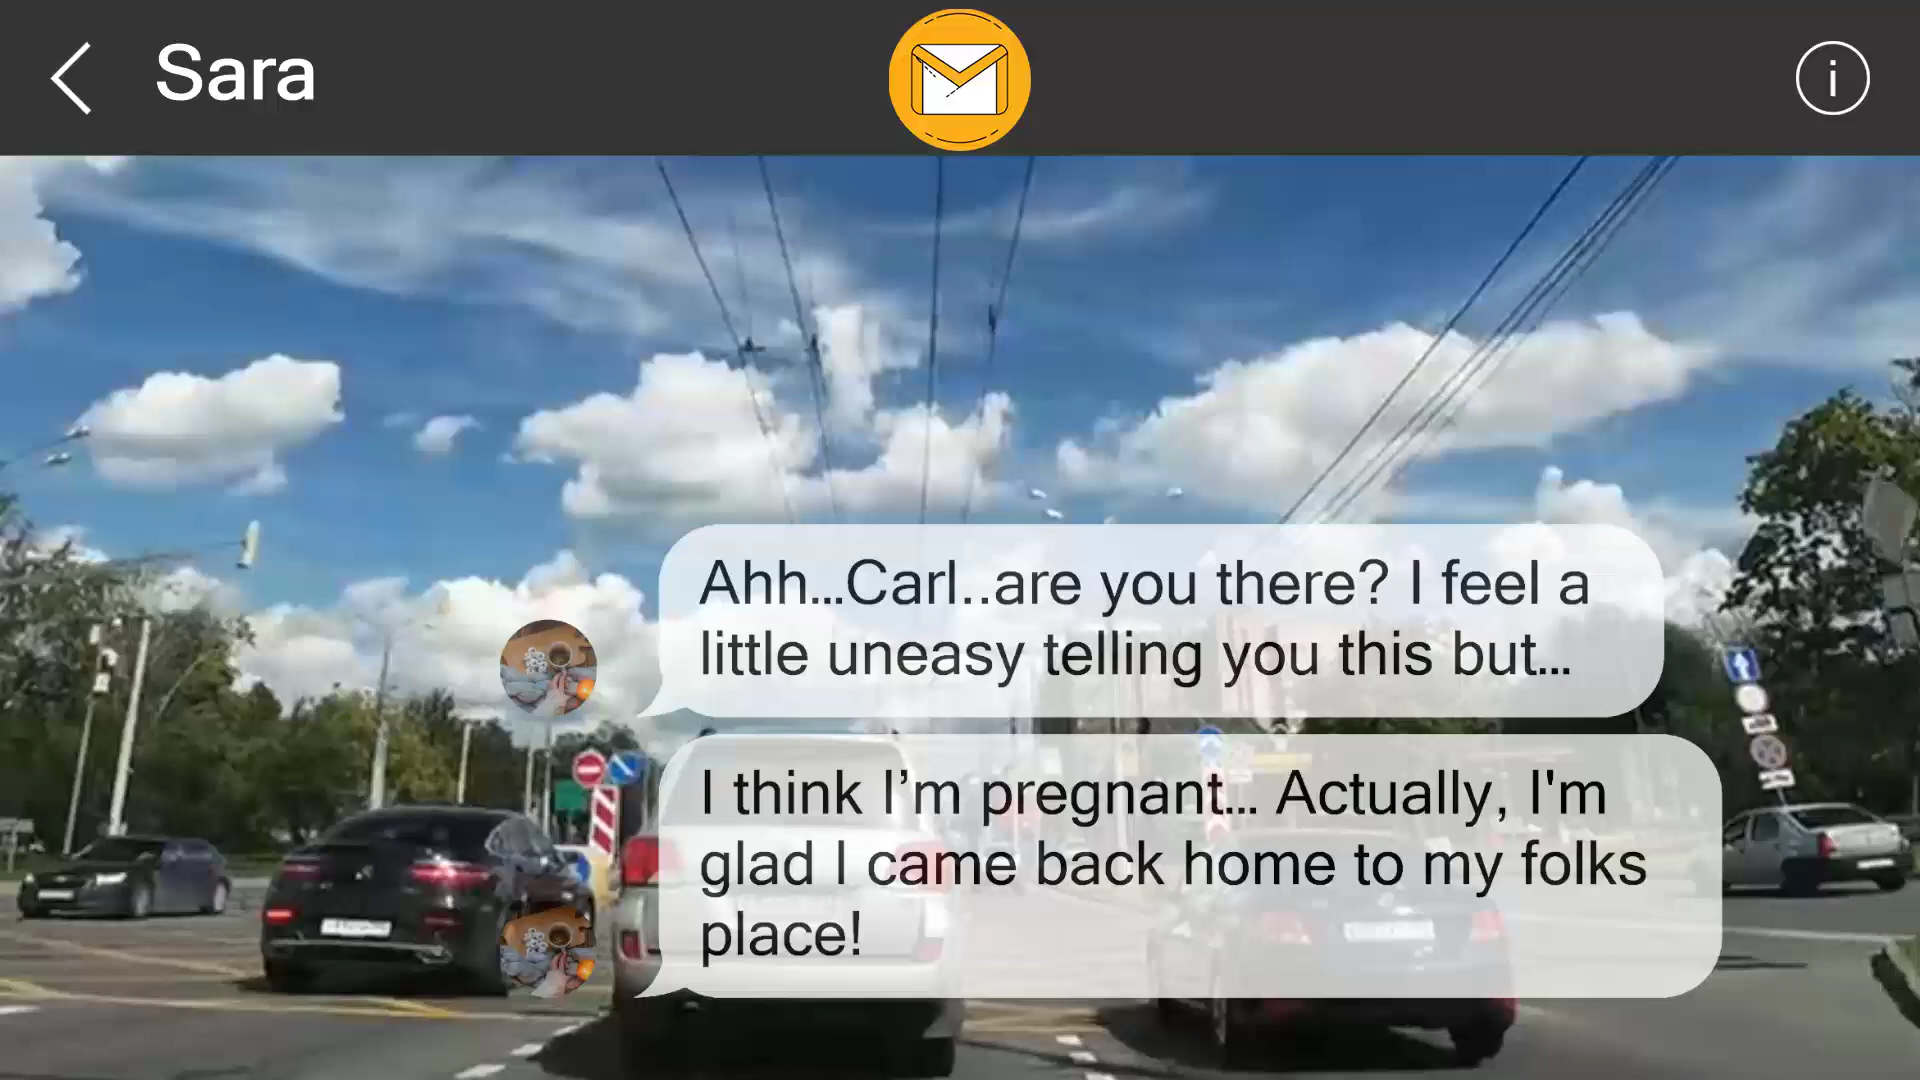 Sara
i
Ahh...Carl..are you there? I feel a
little uneasy telling you this but...
I think I’m pregnant... Actually, I'm
glad I came back home to my folks
place!